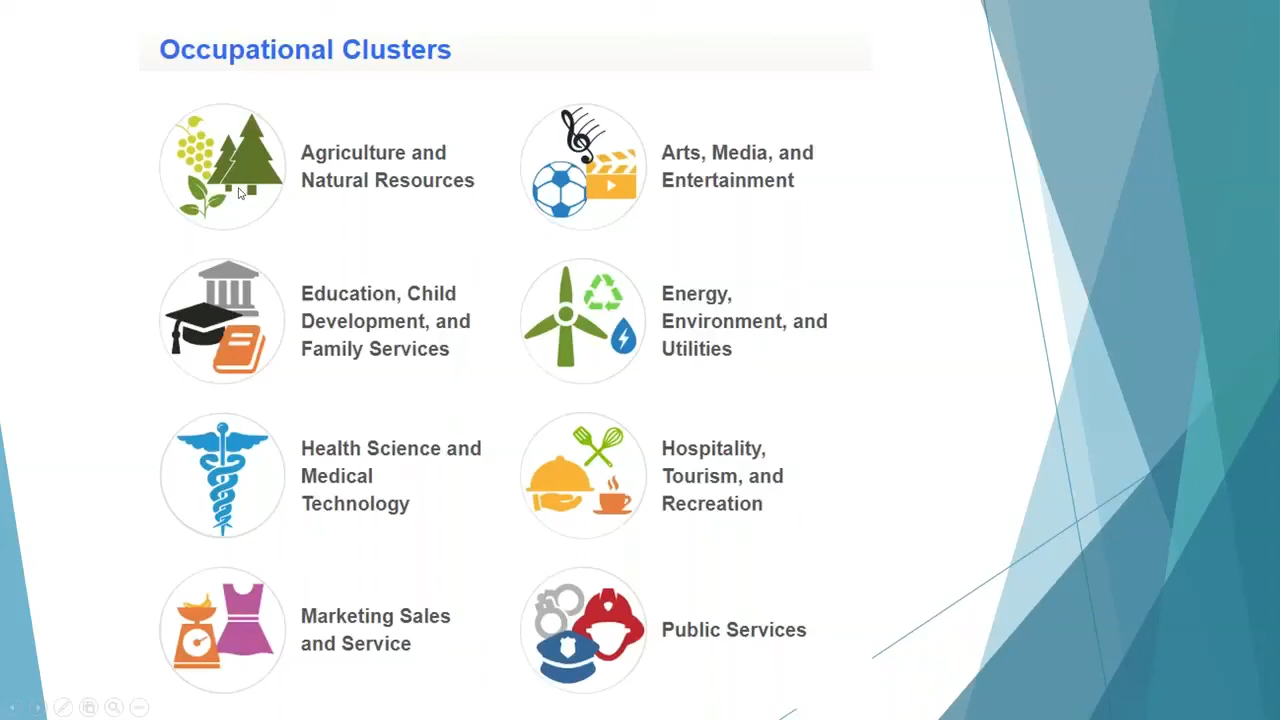 Occupational Clusters
Agriculture and
Natural Resources
Arts, Media, and
Entertainment
Education, Child
Development, and
Family Services
Energy,
Environment, and
Utilities
Health Science and
Medical
Technology
Hospitality,
Tourism, and
Recreation
Marketing Sales
and Service
Public Services